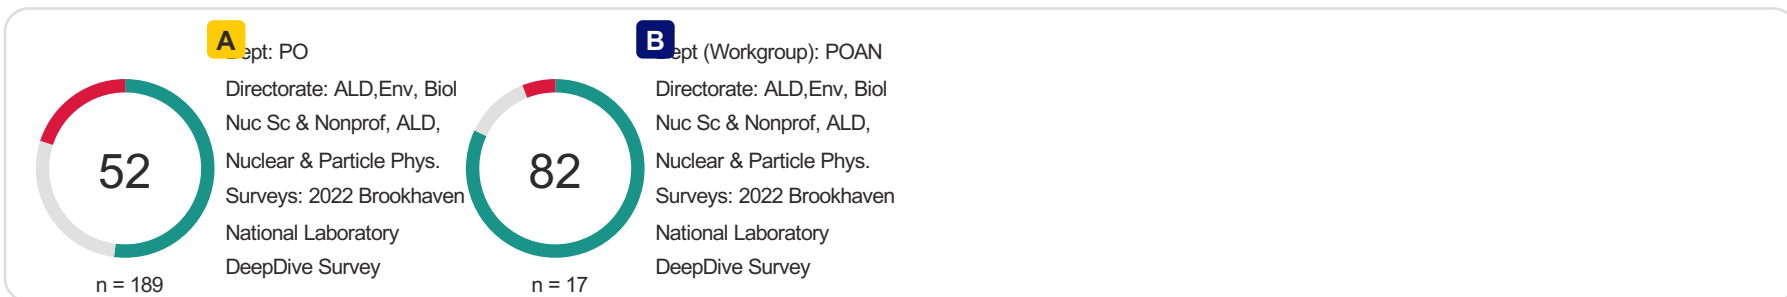 A
ept: PO
Directorate: ALD,Env, Biol
Nuc Sc & Nonprof, ALD,
Nuclear & Particle Phys.
Surveys: 2022 Brookhaven
National Laboratory
DeepDive Survey
52
n = 189
B
ept (Workgroup): POAN
Directorate: ALD,Env, Biol
Nuc Sc & Nonprof, ALD,
Nuclear & Particle Phys.
Surveys: 2022 Brookhaven
National Laboratory
DeepDive Survey
82
n = 17